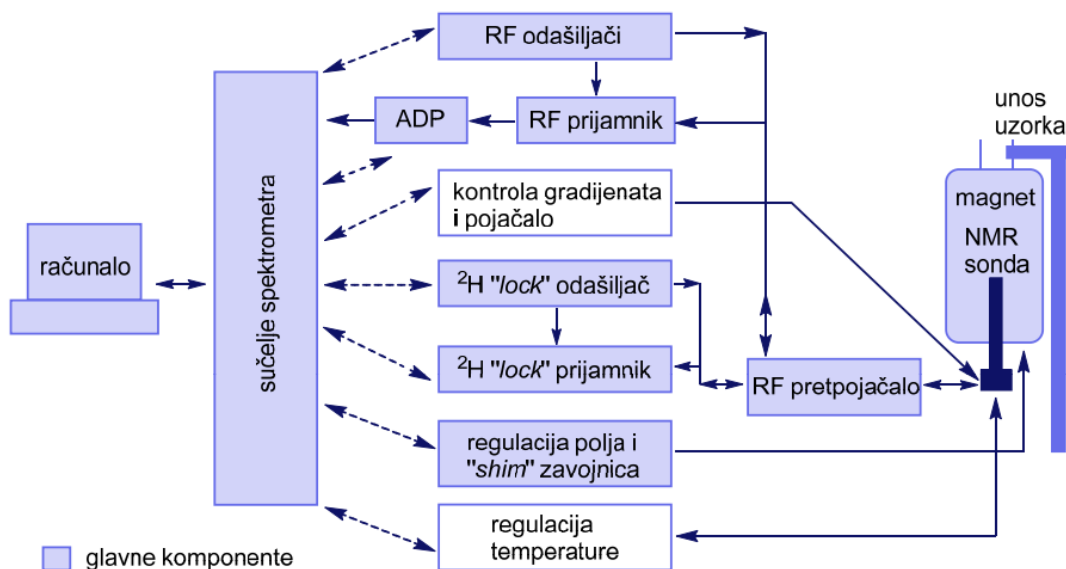 RF odašiljači
ADP
RF prijamnik
unos
uzorka
kontrola gradijenata
i pojačalo
magnet
NMR
sonda
računalo
sučelje spektrometra
²H "lock" odašiljač
²H "lock" prijamnik
RF pretpojačalo
regulacija polja i
"shim" zavojnica
regulacija
temperature
glavne komponente